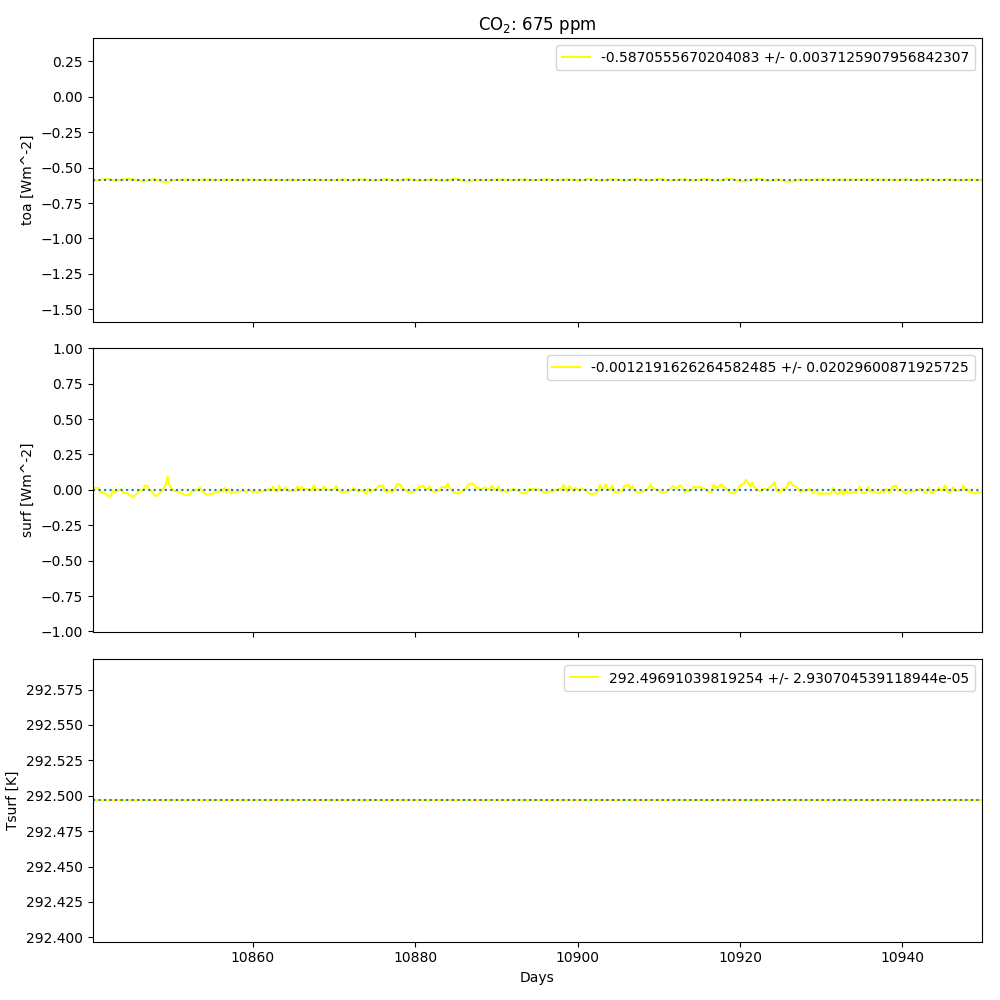 CO₂: 675 ppm
-0.5870555670204083 +/- 0.0037125907956842307
0.25
0.00
−0.25
−0.50
−0.75
−1.00
−1.25
−1.50
toa [Wm^-2]
-0.0012191626264582485 +/- 0.02029600871925725
1.00
0.75
0.50
0.25
0.00
−0.25
−0.50
−0.75
−1.00
surf [Wm^-2]
292.49691039819254 +/- 2.930704539118944e-05
292.575
292.550
292.525
292.500
292.475
292.450
292.425
292.400
Tsurf [K]
10860 10880 10900 10920 10940
Days